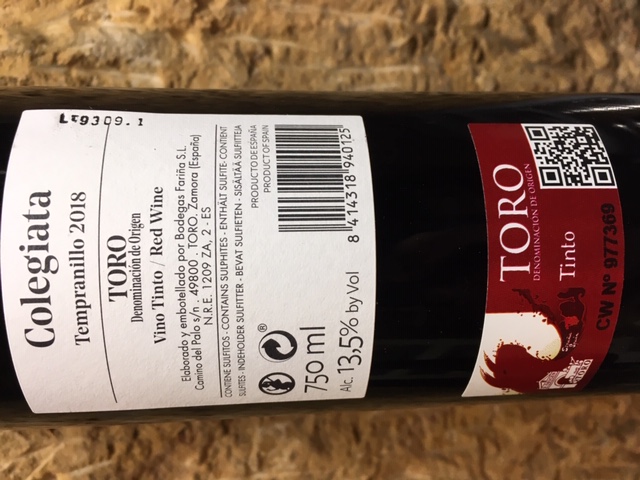 L59309.1
Colegiata
Tempranillo 2018
TORO
Denominación de Origen
Vino Tinto / Red Wine
Elaborado y embotellado por Bodegas Fariña S.L.
Camino del Palo s/n . 49800 - TORO. Zamora (España)
N.R.E. 1209 ZA, 2 - ES
CONTIENE SULFITOS - CONTAINS SULPHITES - ENTHÄLT SULFITE- CONTIENT
SULFITES - INDEHOLDER SULFITTER - BEVAT SULFIETEN - SISÄLTÄÄ SULFIITTEJA
PRODUCTO DE ESPAÑA
PRODUCT OF SPAIN
8 414318 940125
®
750 ml
Alc. 13,5% by Vol
TORO
DENOMINACION DE ORIGEN
Tinto
CW Nº 977369
TORO